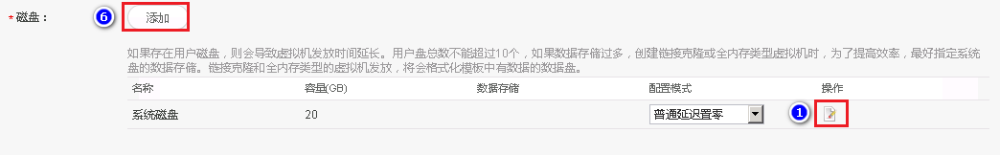 * 磁盘： 6 添加
如果存在用户磁盘，则会导致虚拟机发放时间延长。用户盘总数不能超过10个，如果数据存储过多，创建链接克隆或全内存类型虚拟机时，为了提高效率，最好指定系统
盘的数据存储。链接克隆和全内存类型的虚拟机发放，将会格式化模板中有数据的数据盘。
名称 容量(GB) 数据存储 配置模式 操作
系统磁盘 20 普通延迟置零 1